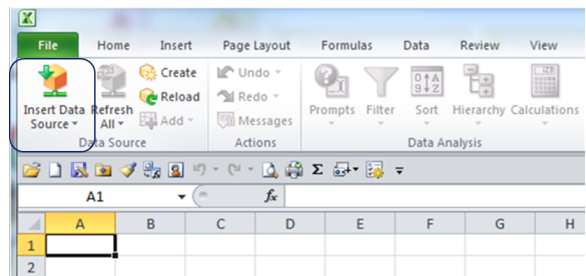 File Home Insert Page Layout Formulas Data Review View
Insert Data Source
Refresh All
Create
Reload
Add
Undo
Redo
Messages
Prompts Filter Sort Hierarchy Calculations
Data Source Actions Data Analysis
A1 fx
A B C D E F G H
1
2